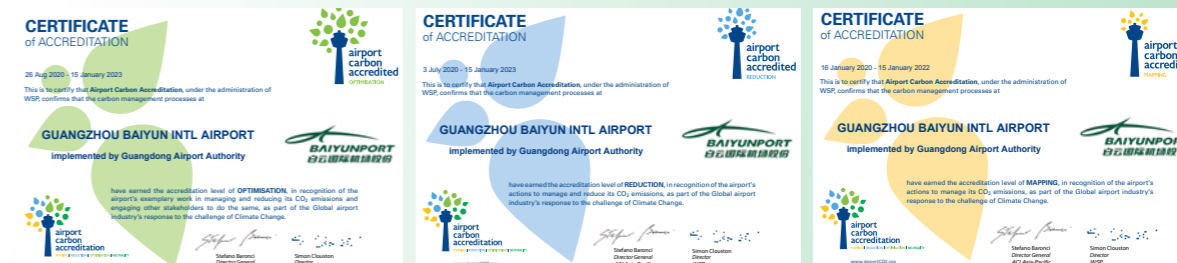 CERTIFICATE
of ACCREDITATION
airport
carbon
accredited
OPTIMISATION
26 Aug 2020 - 15 January 2023
This is to certify that Airport Carbon Accreditation, under the administration of
WSP, confirms that the carbon management processes at
GUANGZHOU BAIYUN INTL AIRPORT
implemented by Guangdong Airport Authority
BAIYUNPORT
白云国际机场股份
have earned the accreditation level of OPTIMISATION, in recognition of the
airport's exemplary work in managing and reducing its CO₂ emissions and
engaging other stakeholders to do the same, as part of the Global airport
industry's response to the challenge of Climate Change.
airport
carbon
accreditation
Stefano Baronci
Director General
Simon Clouston
Director
CERTIFICATE
of ACCREDITATION
airport
carbon
accredited
REDUCTION
3 July 2020 - 15 January 2023
This is to certify that Airport Carbon Accreditation, under the administration of
WSP, confirms that the carbon management processes at
GUANGZHOU BAIYUN INTL AIRPORT
implemented by Guangdong Airport Authority
BAIYUNPORT
白云国际机场股份
have earned the accreditation level of REDUCTION, in recognition of the airport's
actions to manage and reduce its CO₂ emissions, as part of the Global airport
industry's response to the challenge of Climate Change.
airport
carbon
accreditation
Stefano Baronci
Director General
Simon Clouston
Director
CERTIFICATE
of ACCREDITATION
airport
carbon
accredi
MAPPING
16 January 2020 - 15 January 2022
This is to certify that Airport Carbon Accreditation, under the administration of
WSP, confirms that the carbon management processes at
GUANGZHOU BAIYUN INTL AIRPORT
implemented by Guangdong Airport Authority
BAIYUNPO
白云国际机场股
have earned the accreditation level of MAPPING, in recognition of the airport's
actions to manage its CO₂ emissions, as part of the Global airport industry's
response to the challenge of Climate Change.
airport
carbon
accreditation
www.airportCO2.org
Stefano Baronci
Director General
ACI Asia-Pacific
Simon Clouston
Director
WSP